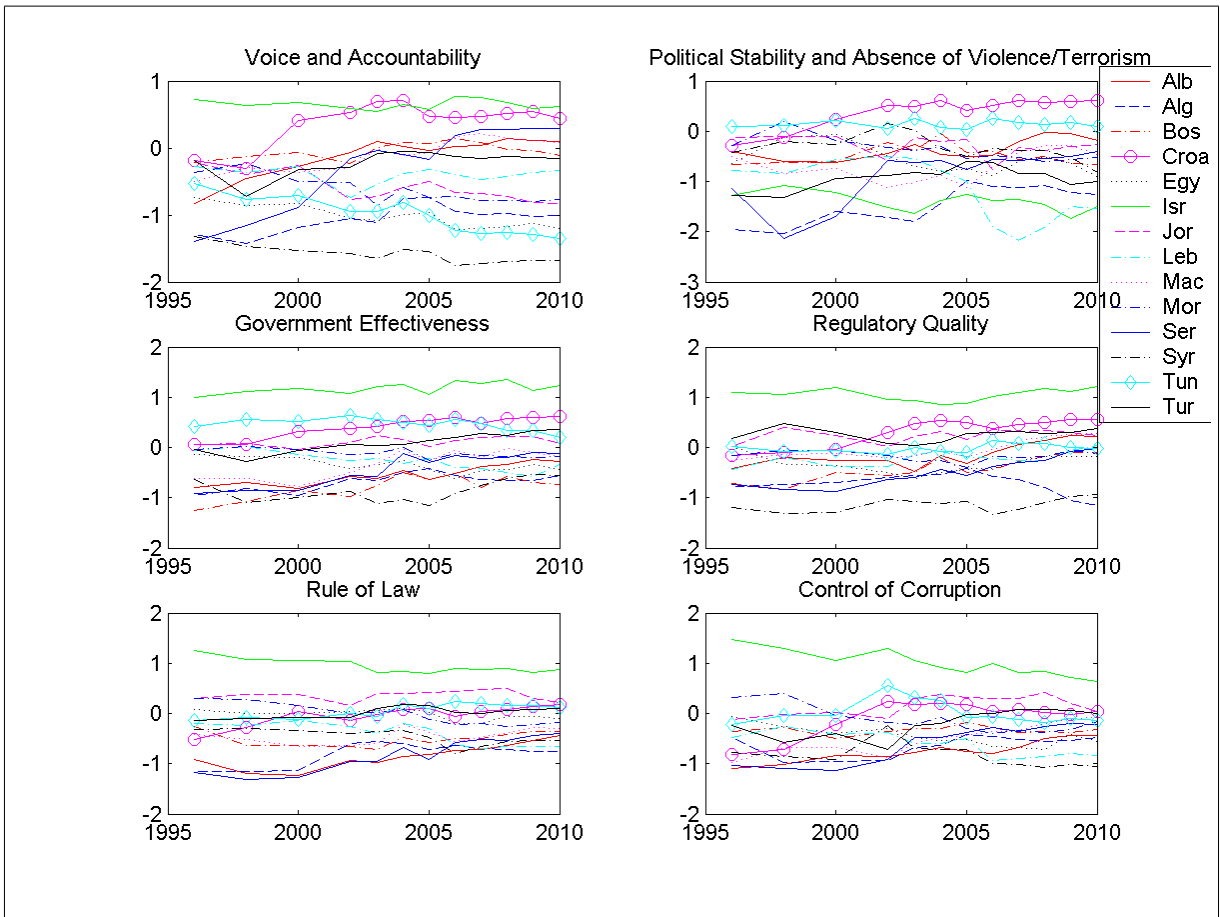 Voice and Accountability
1
0
-1
-2
1995
2000
2005
2010
Political Stability and Absence of Violence/Terrorism
1
0
-1
-2
-3
1995
2000
2005
2010
Alb
Alg
Bos
Croa
Egy
Isr
Jor
Leb
Mac
Mor
Ser
Syr
Tun
Tur
Government Effectiveness
2
1
0
-1
-2
1995
2000
2005
2010
Regulatory Quality
2
1
0
-1
-2
1995
2000
2005
2010
Rule of Law
2
1
0
-1
-2
1995
2000
2005
2010
Control of Corruption
2
1
0
-1
-2
1995
2000
2005
2010